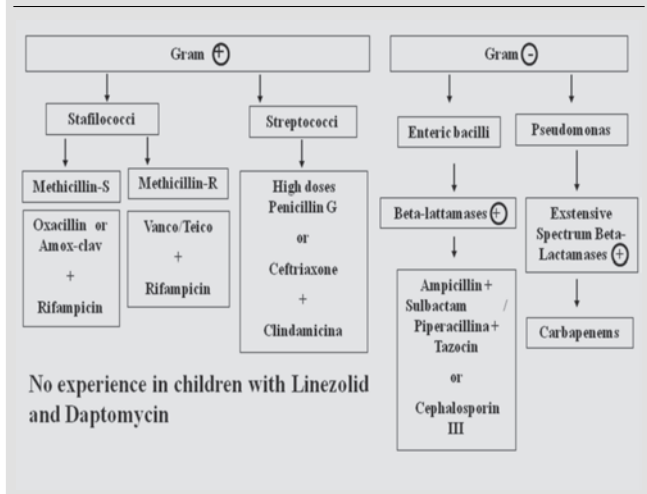 Gram +
Gram -
Stafilococci
Streptococci
Enteric bacilli
Pseudomonas
Methicillin-S
Methicillin-R
Oxacillin or
Amox-clav
+
Rifampicin
Vanco/Teico
+
Rifampicin
High doses
Penicillin G
or
Ceftriaxone
+
Clindamicina
Beta-lattamases +
Exstensive
Spectrum Beta-
Lactamases +
Ampicillin +
Sulbactam /
Piperacillina +
Tazocin
or
Cephalosporin
III
Carbapenems
No experience in children with Linezolid
and Daptomycin